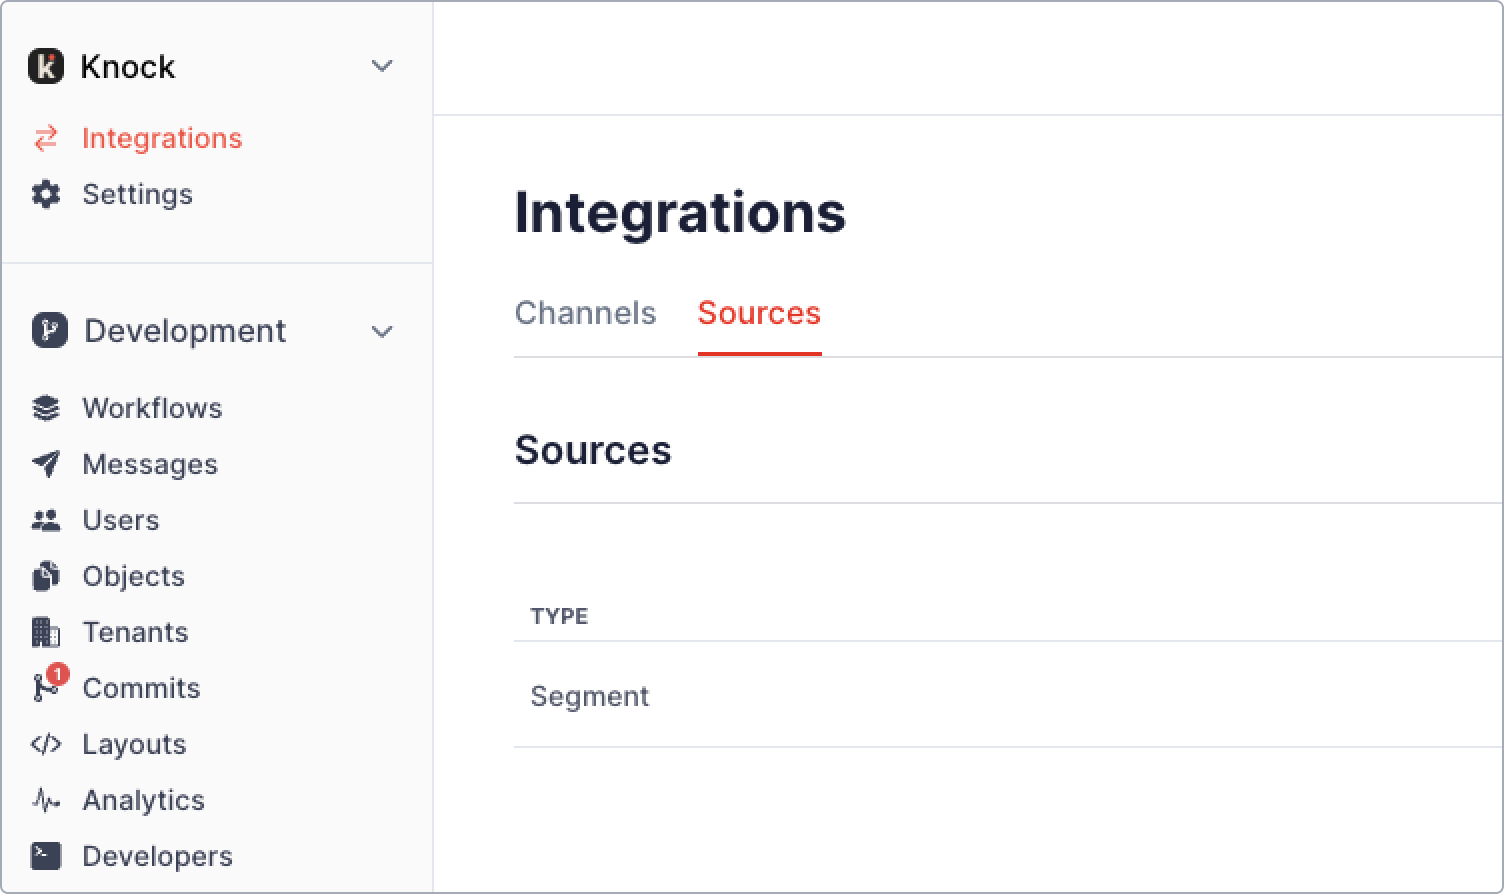 Knock
Integrations
Settings
Development
Workflows
Messages
Users
Objects
Tenants
1
Commits
Layouts
Analytics
Developers
Integrations
Channels Sources
Sources
TYPE
Segment